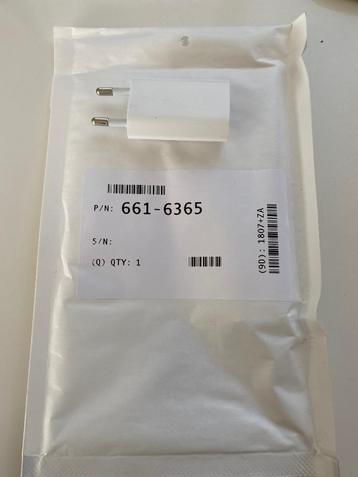 P/N: 661-6365
S/N:
(Q) QTY: 1
(9D): 1807+ZA